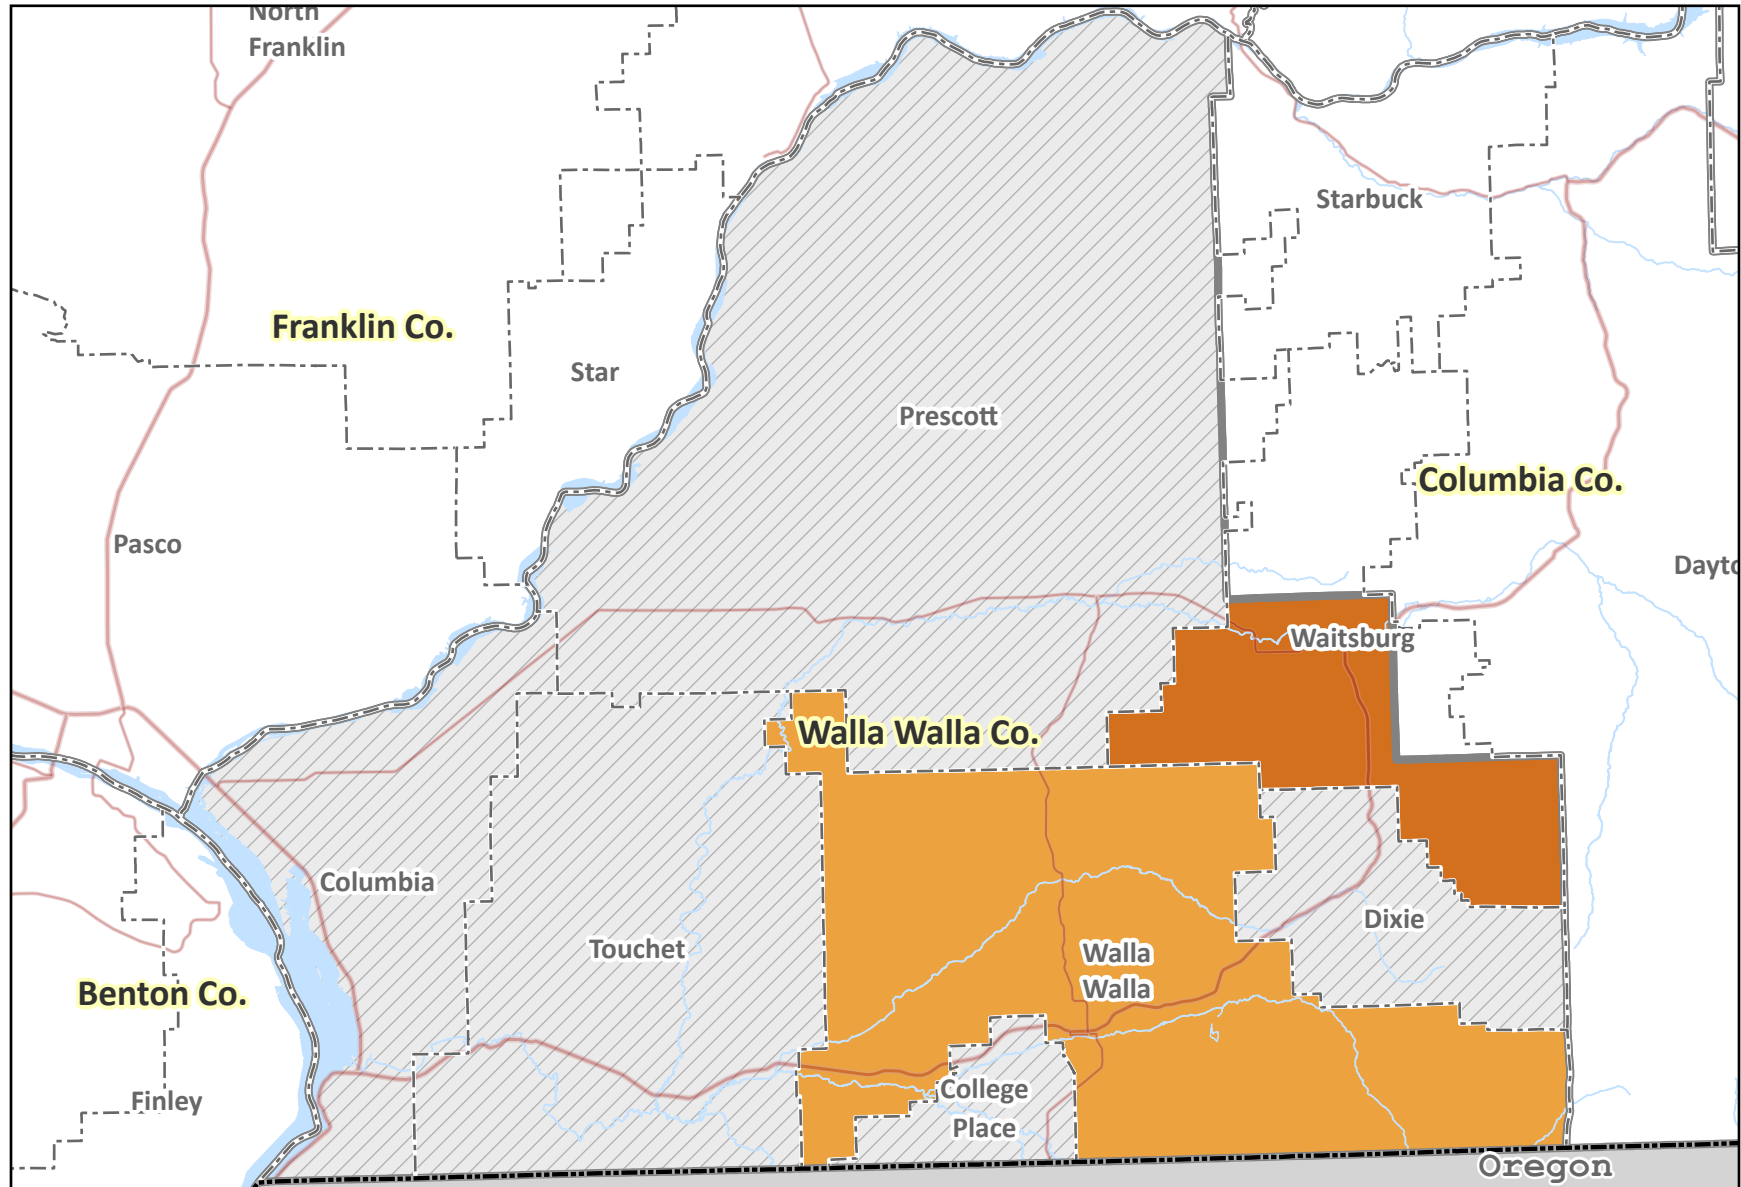 North
Franklin
Starbuck
Franklin Co.
Star
Prescott
Columbia Co.
Pasco
Dayto
Waitsburg
Walla Walla Co.
Columbia
Dixie
Touchet
Walla
Walla
Benton Co.
College
Place
Finley
Oregon